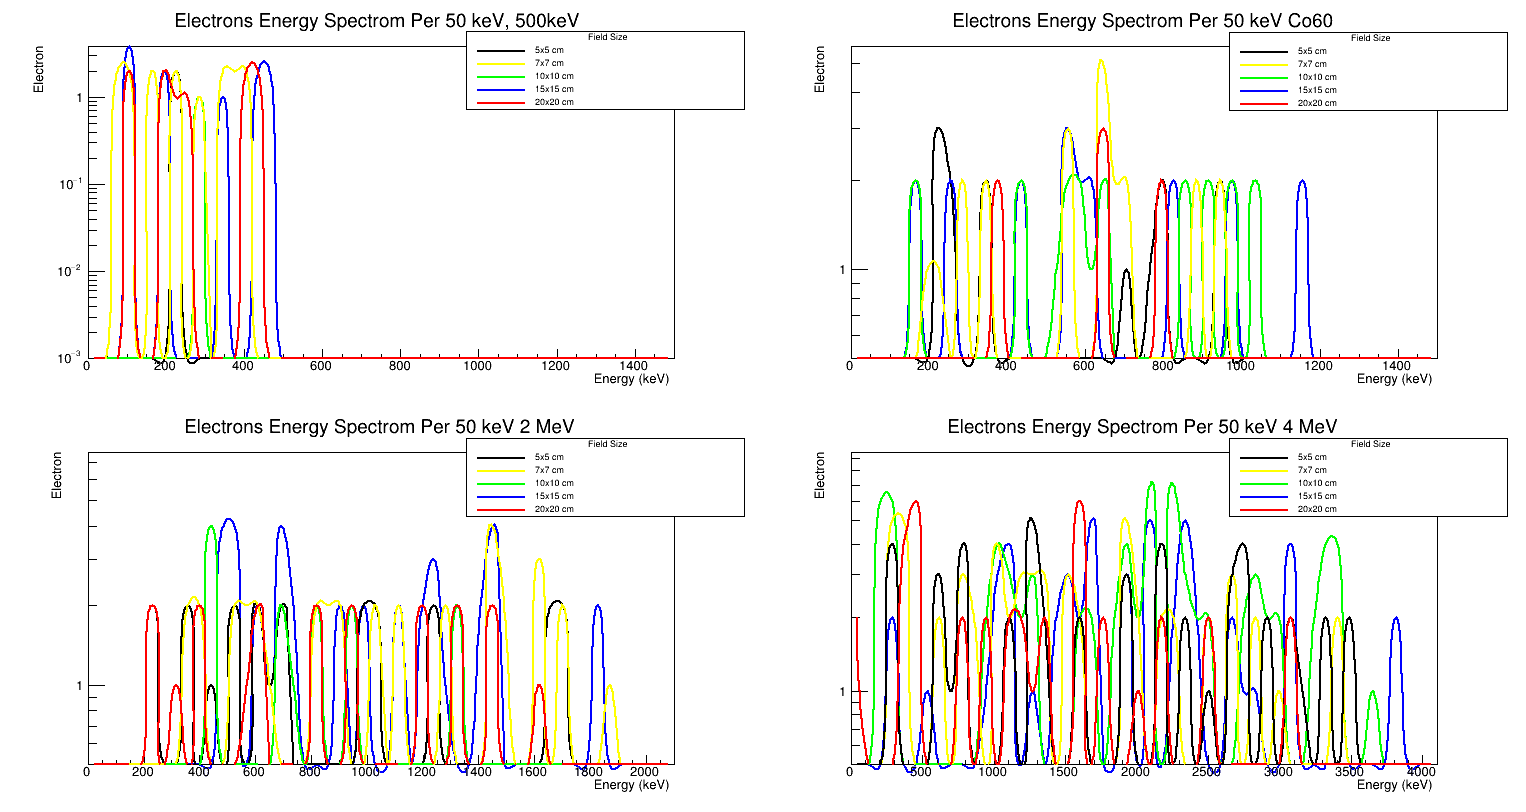 Electrons Energy Spectrom Per 50 keV, 500keV
Electron
Field Size
5x5 cm
7x7 cm
10x10 cm
15x15 cm
20x20 cm
1
10⁻¹
10⁻²
10⁻³
0 200 400 600 800 1000 1200 1400
Energy (keV)
Electrons Energy Spectrom Per 50 keV Co60
Electron
Field Size
5x5 cm
7x7 cm
10x10 cm
15x15 cm
20x20 cm
1
0 200 400 600 800 1000 1200 1400
Energy (keV)
Electrons Energy Spectrom Per 50 keV 2 MeV
Electron
Field Size
5x5 cm
7x7 cm
10x10 cm
15x15 cm
20x20 cm
1
0 200 400 600 800 1000 1200 1400 1600 1800 2000
Energy (keV)
Electrons Energy Spectrom Per 50 keV 4 MeV
Electron
Field Size
5x5 cm
7x7 cm
10x10 cm
15x15 cm
20x20 cm
1
0 500 1000 1500 2000 2500 3000 3500 4000
Energy (keV)